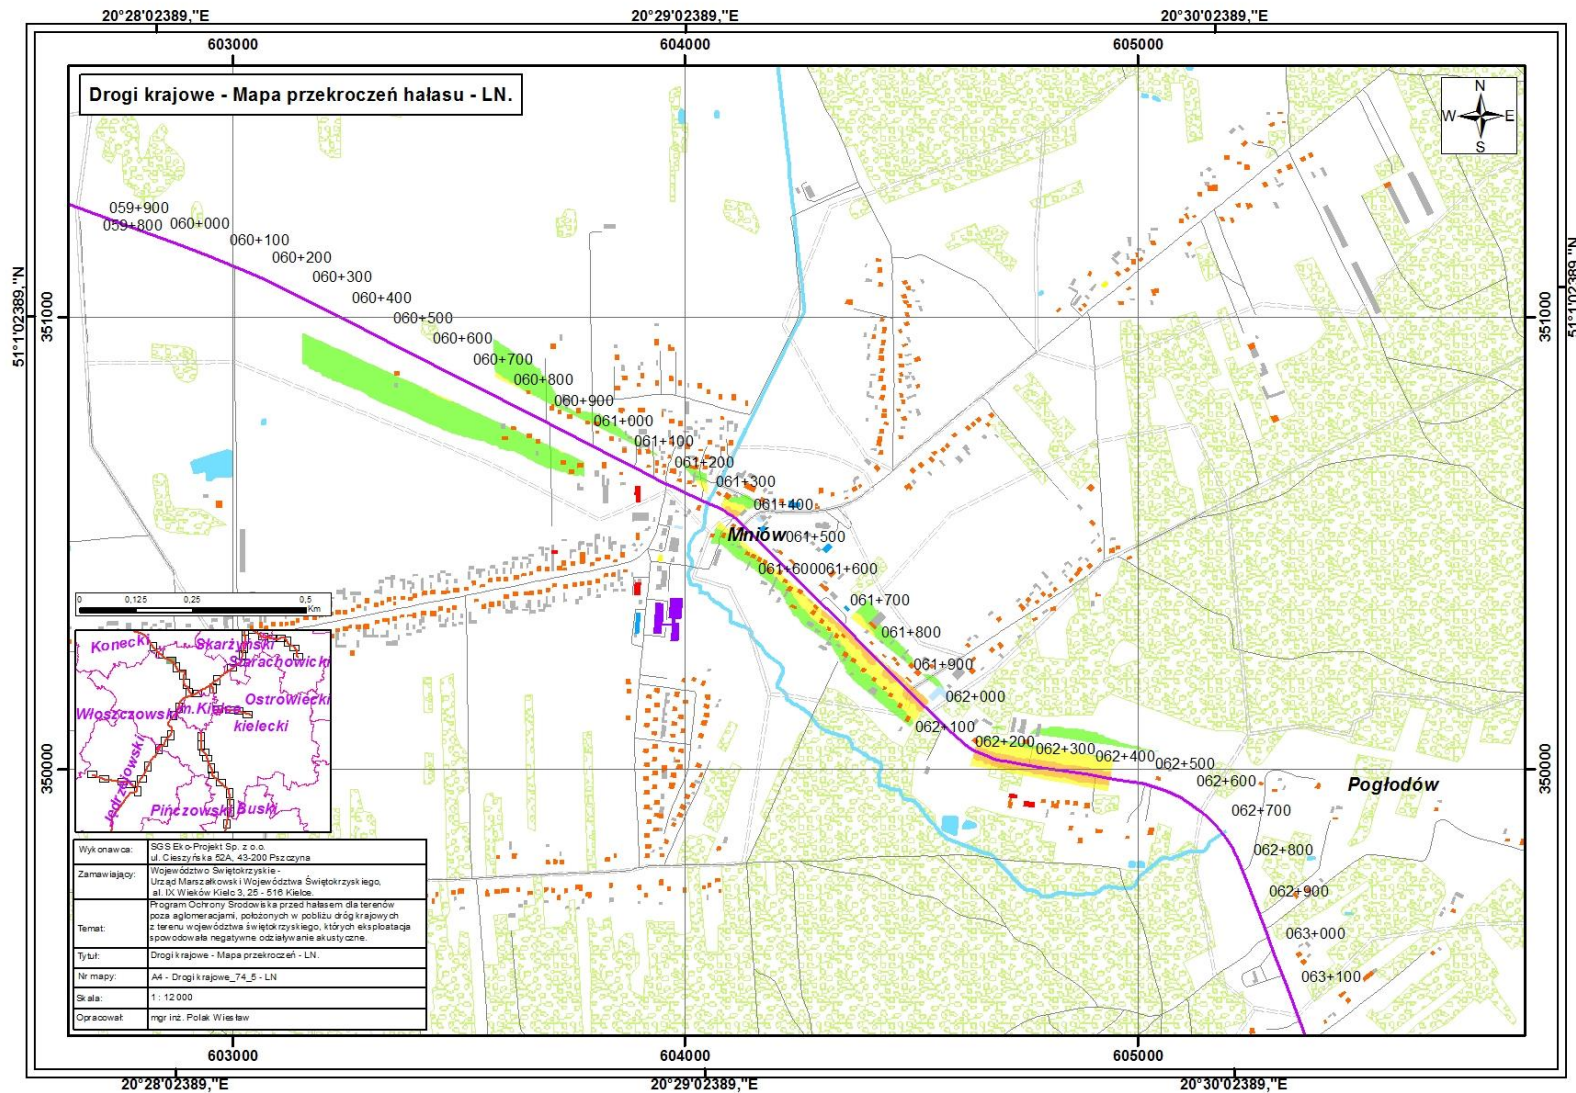 20°28'02389,"E
20°29'02389,"E
20°30'02389,"E
603000
604000
605000
Drogi krajowe - Mapa przekroczeń hałasu - LN.
N
W
E
S
059+900
059+800
060+000
060+100
060+200
060+300
060+400
060+500
060+600
060+700
060+800
060+900
061+000
061+100
061+200
061+300
061+400
Mniów
061+500
061+600
061+600
061+700
061+800
061+900
062+000
062+100
062+200
062+300
062+400
062+500
062+600
062+700
062+800
062+900
063+000
063+100
Pogłodów
51°1'02389,"N
351000
350000
51°1'02389,"N
351000
350000
0
0,125
0,25
0,5
Km
Konecki
Skarżyński
Starachowicki
Ostrowiecki
Włoszczowski
m.Kielce
kielecki
Jędrzejowski
Pińczowski
Buski
Wykonawca:
SGS Eko-Projekt Sp. z o.o.
ul. Cieszyńska 52A, 43-200 Pszczyna
Zamawiający:
Województwo Świętokrzyskie -
Urząd Marszałkowski Województwa Świętokrzyskiego,
al. IX Wieków Kielc 3, 25 - 516 Kielce.
Temat:
Program Ochrony Środowiska przed hałasem dla terenów
poza aglomeracjami, położonych w pobliżu dróg krajowych
z terenu województwa świętokrzyskiego, których eksploatacja
spowodowała negatywne odziaływanie akustyczne.
Tytuł:
Drogi krajowe - Mapa przekroczeń - LN.
Nr mapy:
A4 - Drogi krajowe_74_5 - LN
Skala:
1 : 12 000
Opracował:
mgr inż. Polak Wiesław
603000
604000
605000
20°28'02389,"E
20°29'02389,"E
20°30'02389,"E